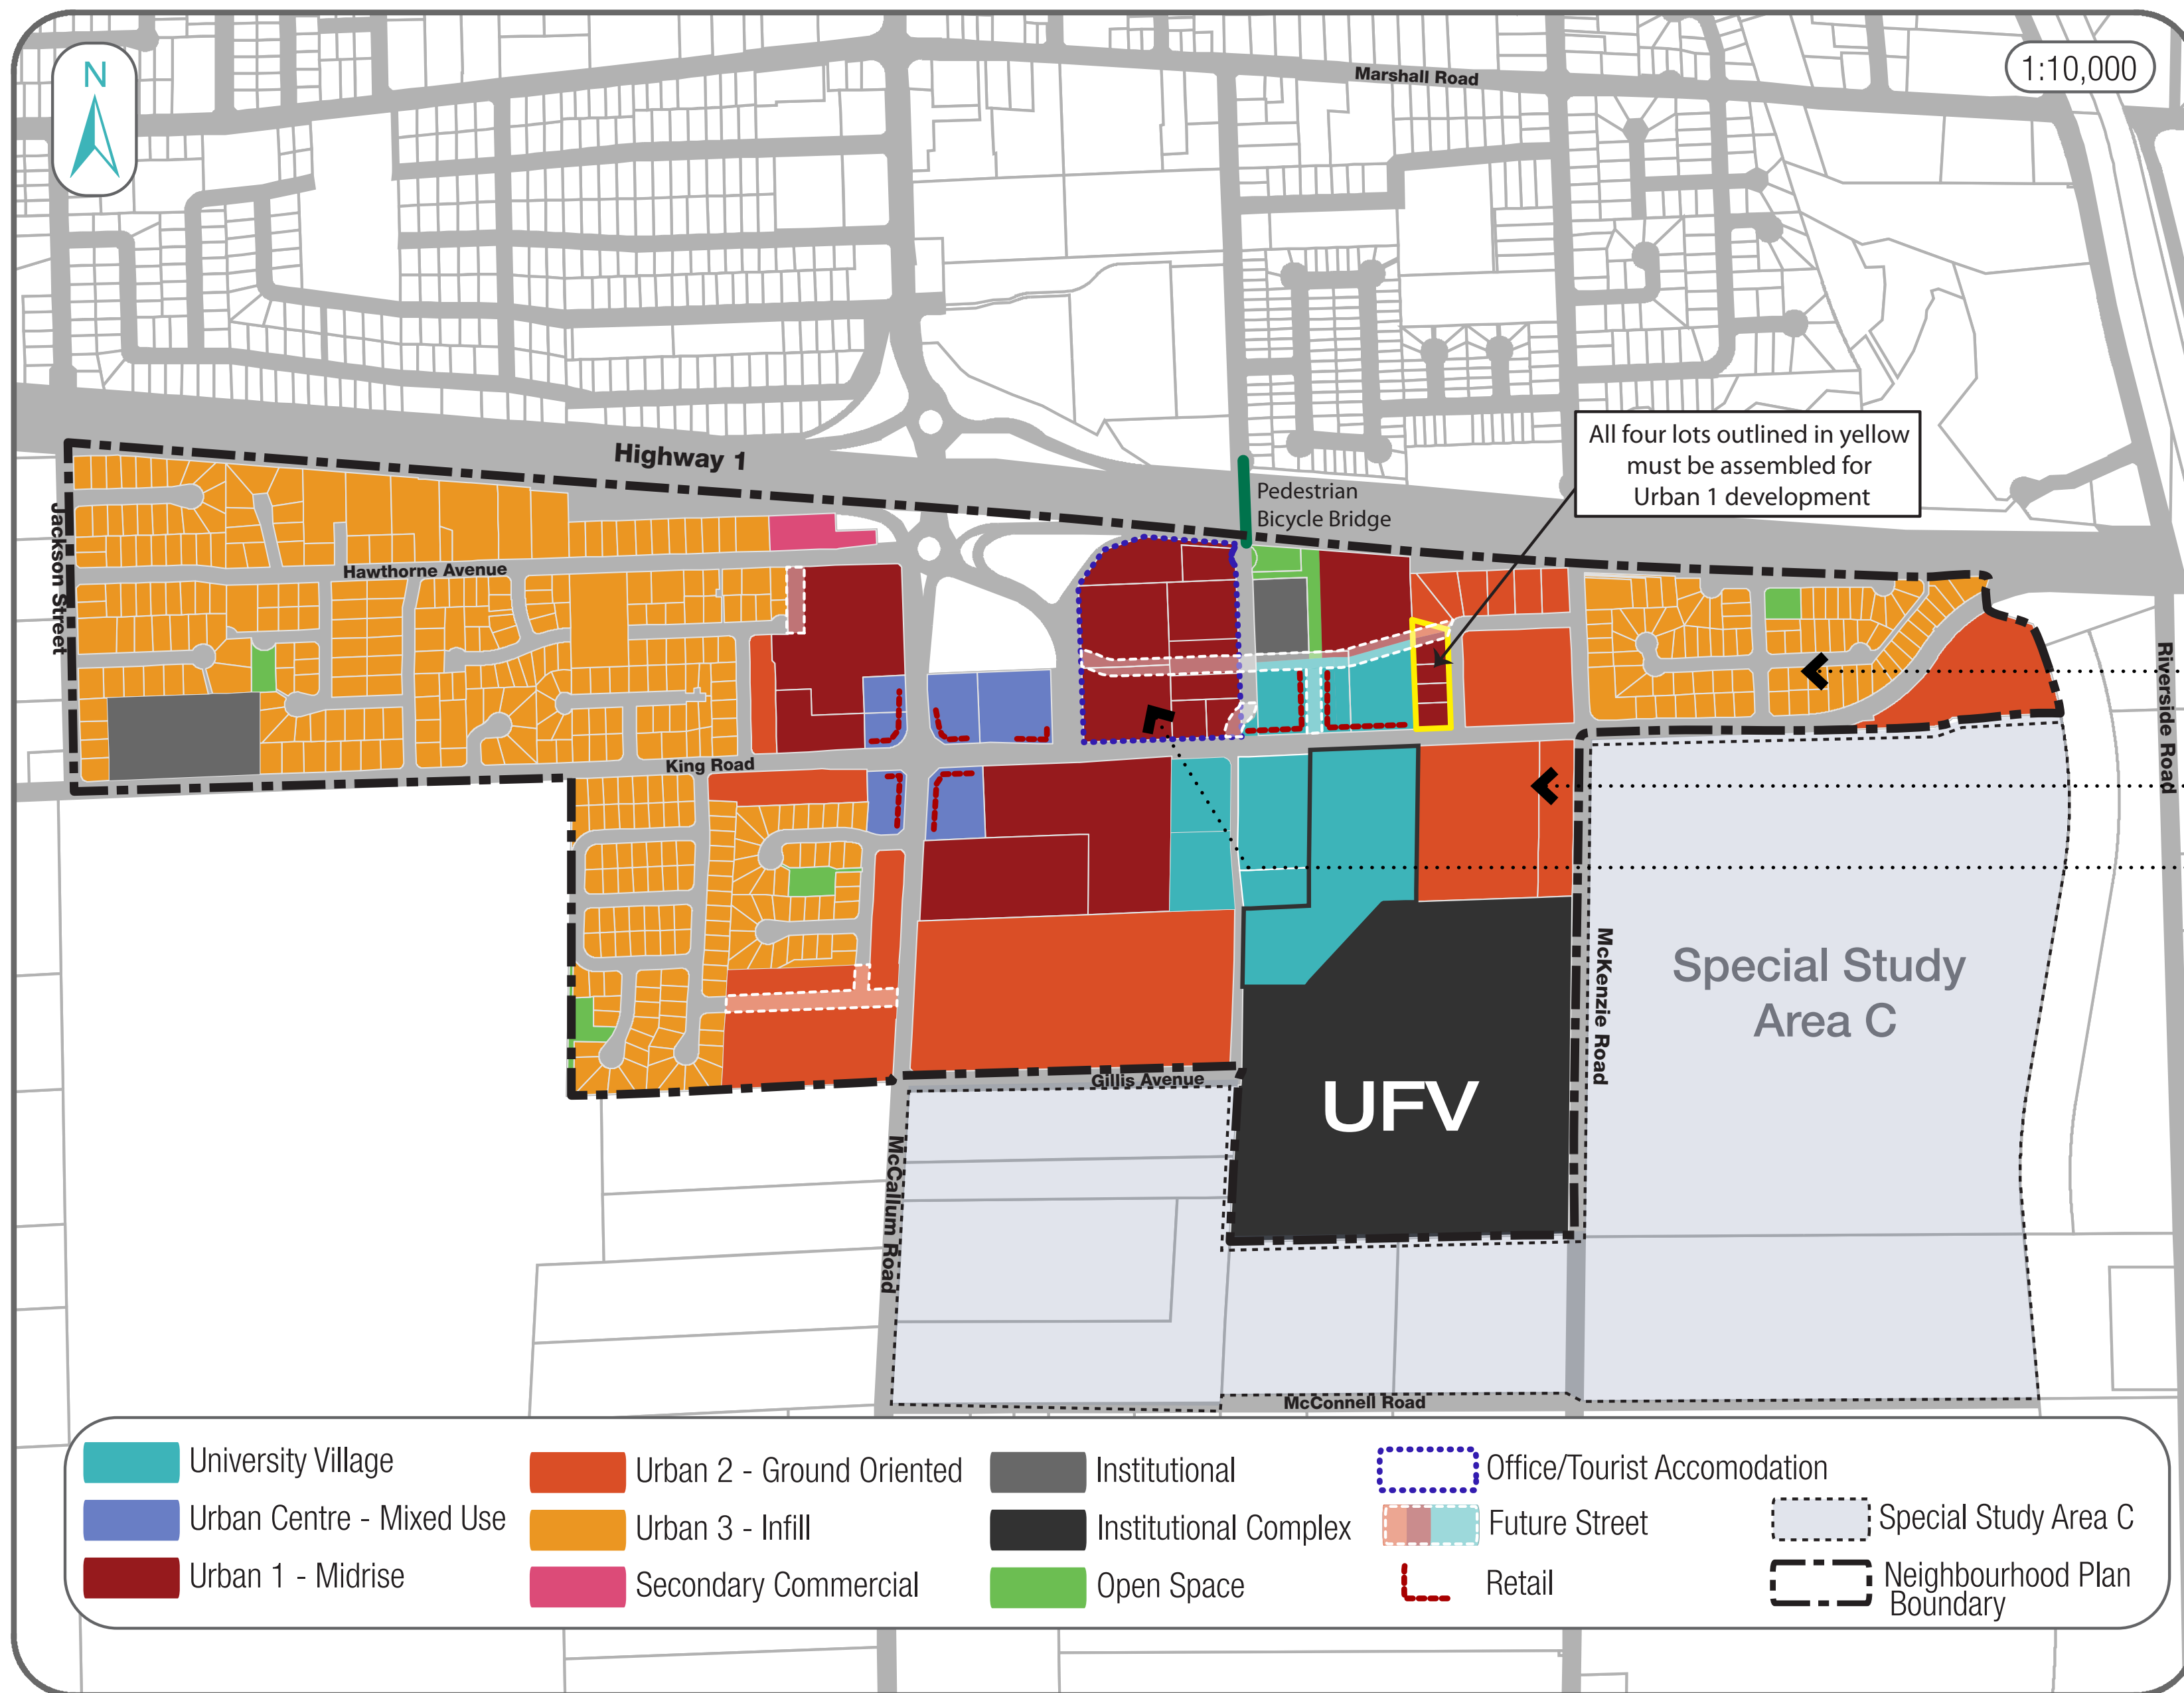 N
1:10,000
Marshall Road
All four lots outlined in yellow
must be assembled for
Urban 1 development
Highway 1
Pedestrian
Bicycle Bridge
Jackson Street
Hawthorne Avenue
Riverside Road
King Road
McKenzie Road
Special Study
Area C
Gillis Avenue
UFV
McCallum Road
McConnell Road
University Village
Urban Centre - Mixed Use
Urban 1 - Midrise
Urban 2 - Ground Oriented
Urban 3 - Infill
Secondary Commercial
Institutional
Institutional Complex
Open Space
Office/Tourist Accomodation
Future Street
Retail
Special Study Area C
Neighbourhood Plan
Boundary